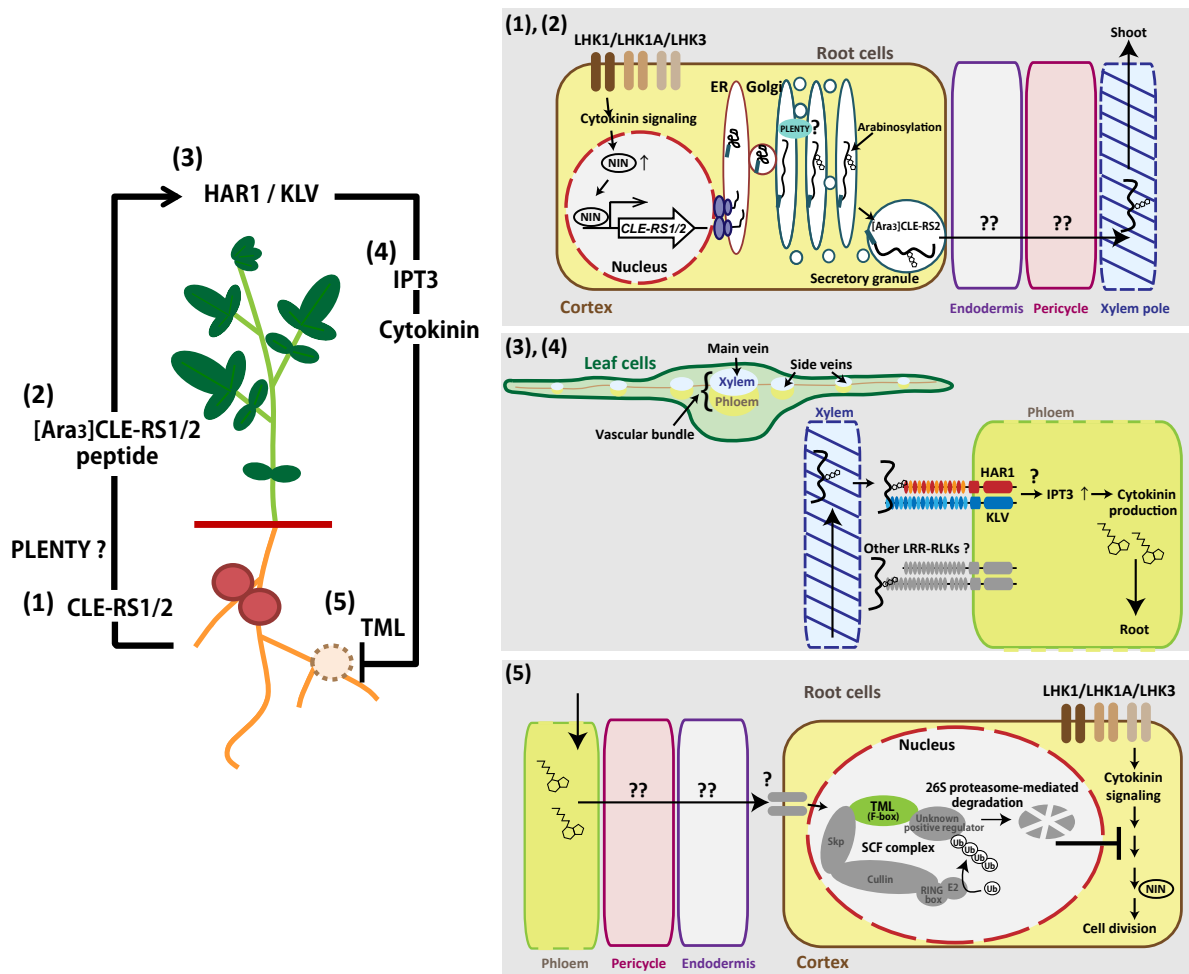 (3)
HAR1 / KLV
(4)
IPT3
Cytokinin
(2)
[Ara3]CLE-RS1/2
peptide
PLENTY ?
(1) CLE-RS1/2
(5)
TML
(1), (2)
LHK1/LHK1A/LHK3
Root cells
Shoot
ER
Golgi
Cytokinin signaling
PLENTY
?
Arabinosylation
NIN ↑
NIN
CLE-RS1/2
[Ara3]CLE-RS2
??
??
Nucleus
Secretory granule
Cortex
Endodermis
Pericycle
Xylem pole
(3), (4)
Leaf cells
Main vein
Side veins
Xylem
Phloem
Vascular bundle
Xylem
Phloem
HAR1
?
IPT3 ↑
Cytokinin
production
KLV
Other LRR-RLKs ?
Root
(5)
Root cells
LHK1/LHK1A/LHK3
Nucleus
??
??
?
TML
(F-box)
26S proteasome-mediated
degradation
Cytokinin
signaling
Unknown
positive regulator
Skp
SCF complex
Ub
Ub
Ub
Ub
Cullin
RING
box
E2
Ub
NIN
Cell division
Phloem
Pericycle
Endodermis
Cortex